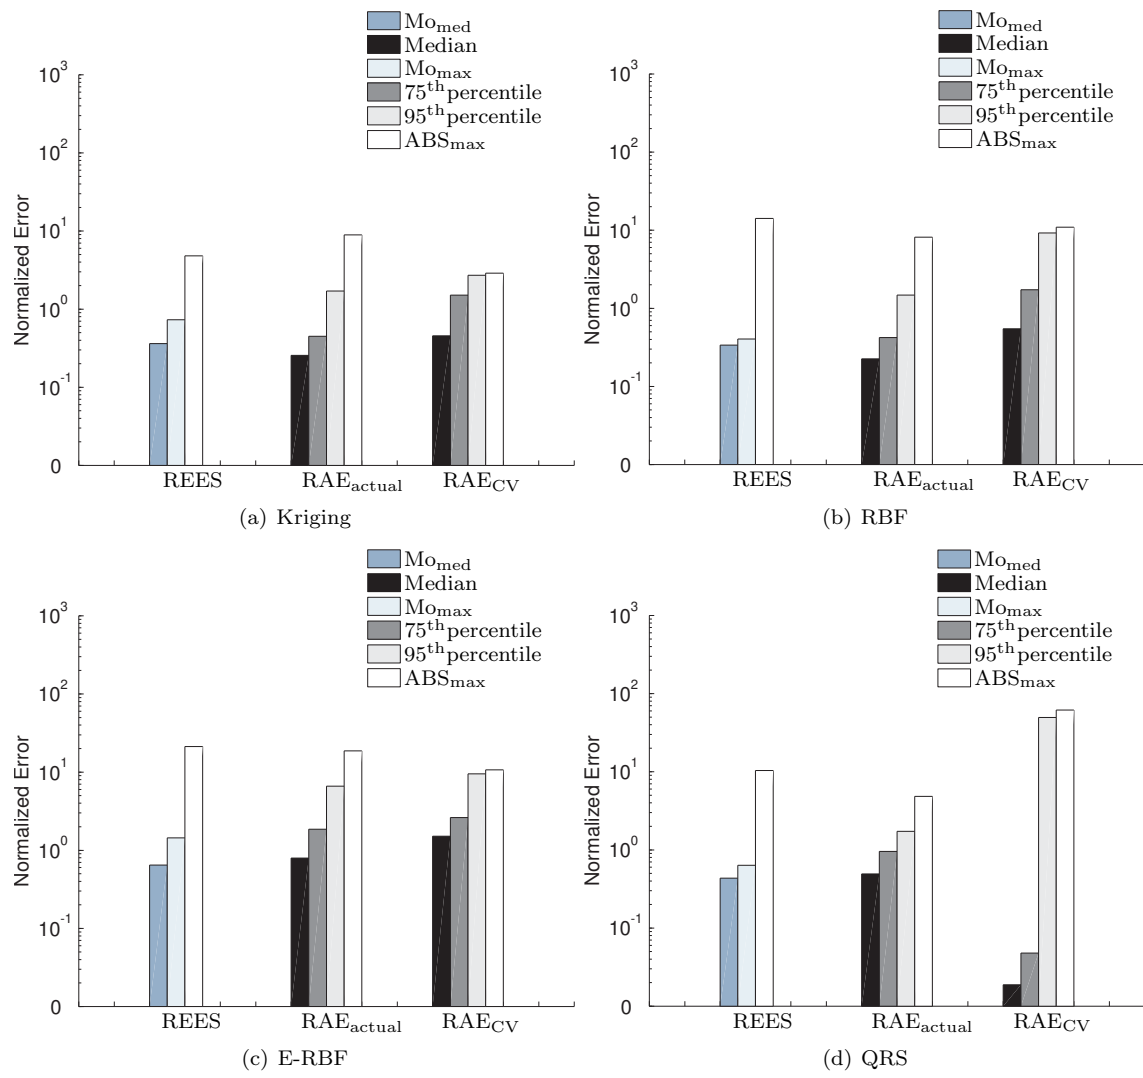 Mo_med
Median
Mo_max
75^th percentile
95^th percentile
ABS_max
Normalized Error
10^3
10^2
10^1
10^0
10^-1
0
REES
RAE_actual
RAE_CV
(a) Kriging
Mo_med
Median
Mo_max
75^th percentile
95^th percentile
ABS_max
Normalized Error
10^3
10^2
10^1
10^0
10^-1
0
REES
RAE_actual
RAE_CV
(b) RBF
Mo_med
Median
Mo_max
75^th percentile
95^th percentile
ABS_max
Normalized Error
10^3
10^2
10^1
10^0
10^-1
0
REES
RAE_actual
RAE_CV
(c) E-RBF
Mo_med
Median
Mo_max
75^th percentile
95^th percentile
ABS_max
Normalized Error
10^3
10^2
10^1
10^0
10^-1
0
REES
RAE_actual
RAE_CV
(d) QRS